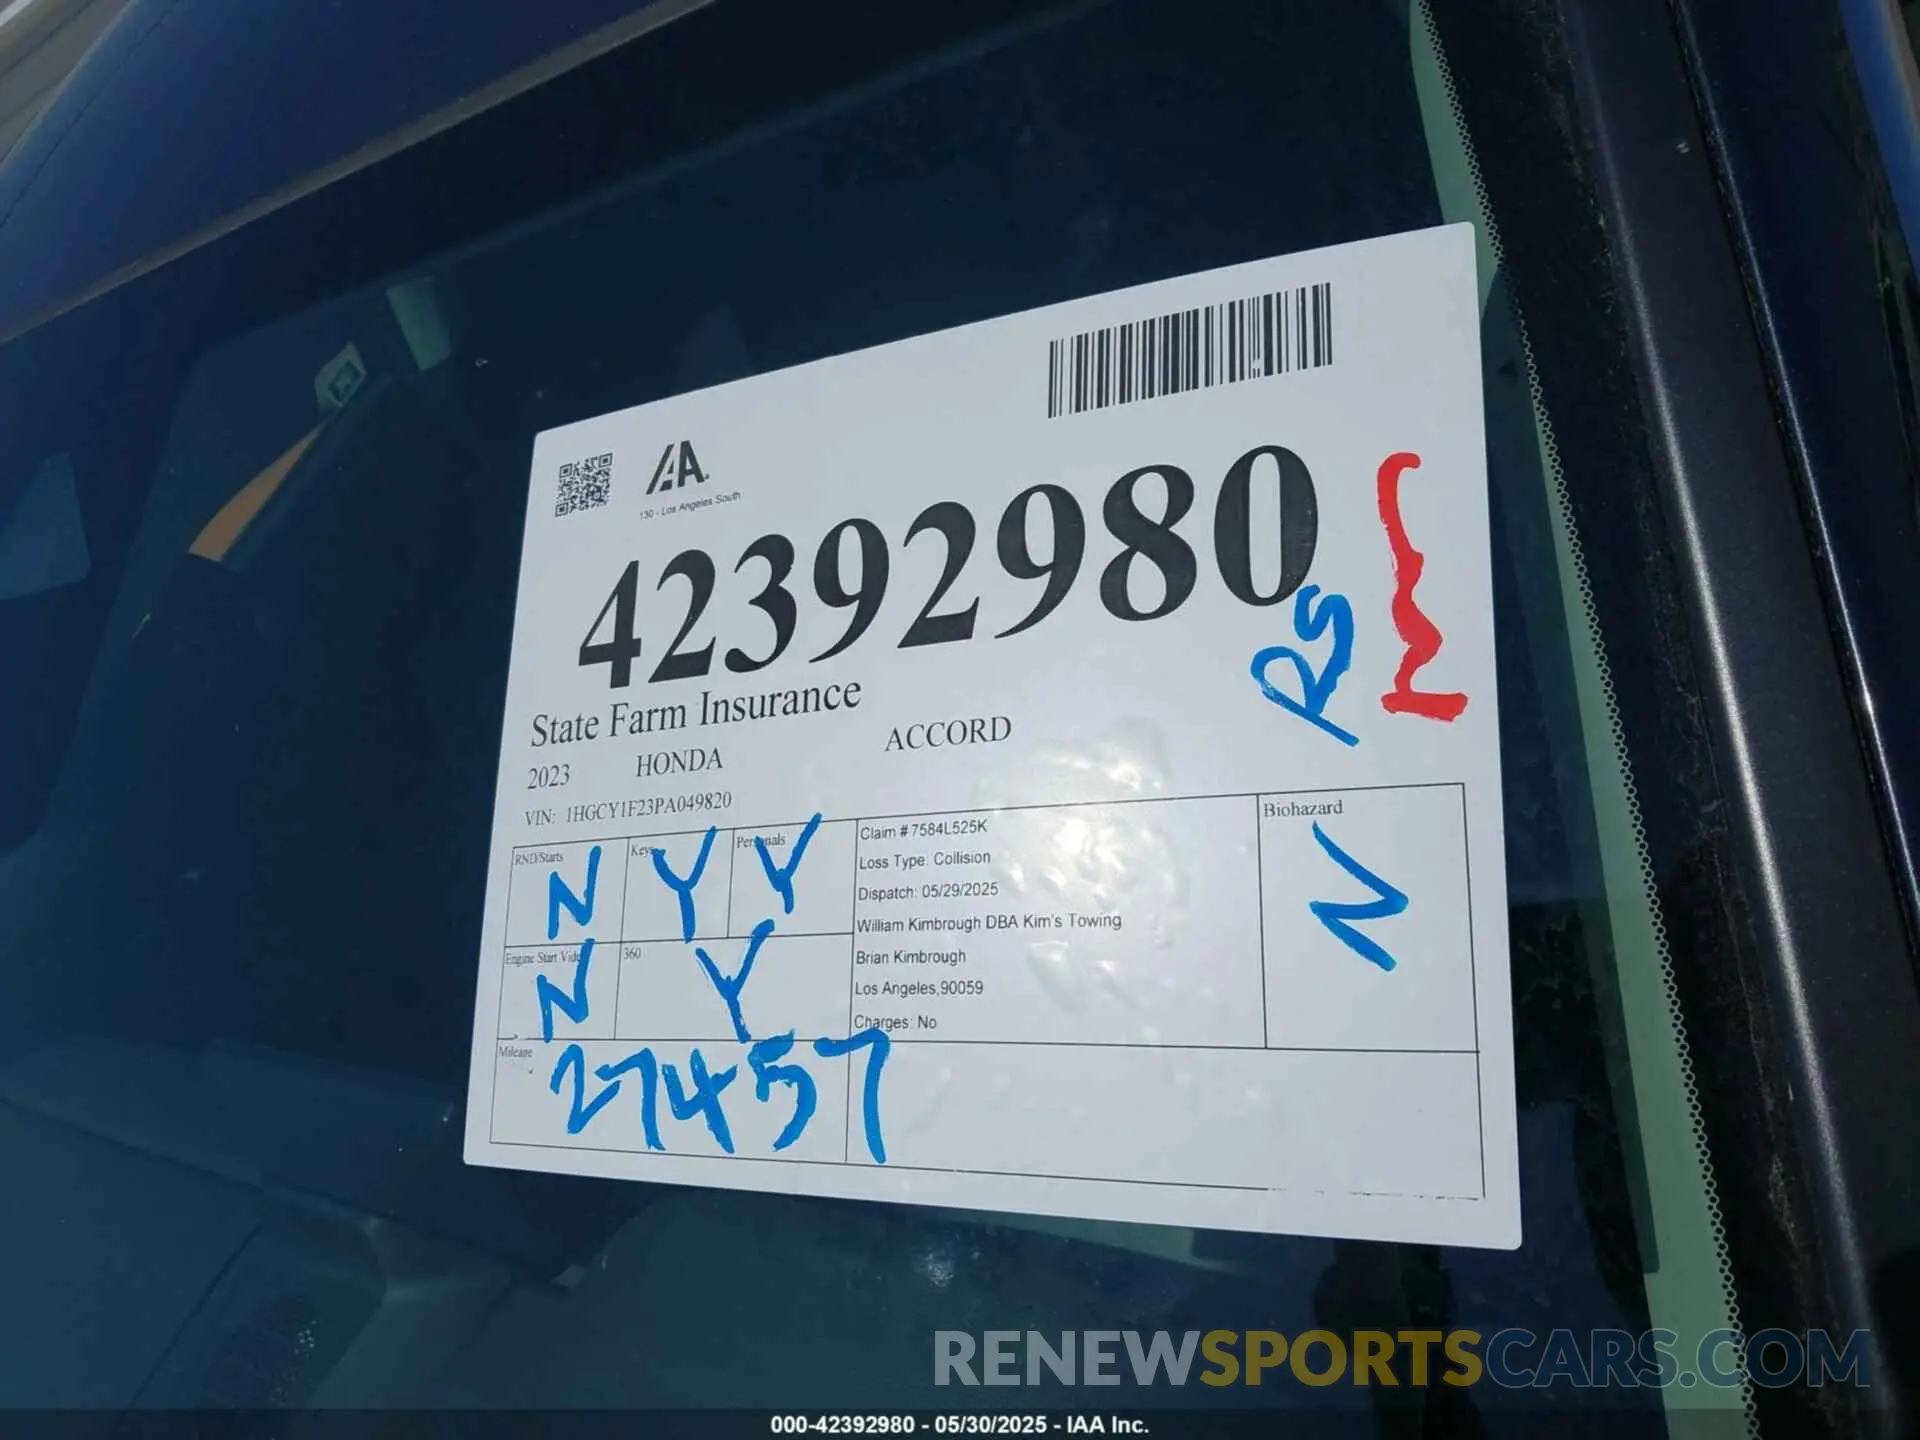 IAA
130 - Los Angeles South
42392980
RS
State Farm Insurance
2023 HONDA ACCORD
VIN: 1HGCY1F23PA049820
RND/Starts N
Keys Y
Personals Y
Engine Start Vide N
360 Y
Mileage 27457
Claim # 7584L525K
Loss Type: Collision
Dispatch: 05/29/2025
William Kimbrough DBA Kim's Towing
Brian Kimbrough
Los Angeles,90059
Charges: No
Biohazard
N
RENEWSPORTSCARS.COM
000-42392980 - 05/30/2025 - IAA Inc.